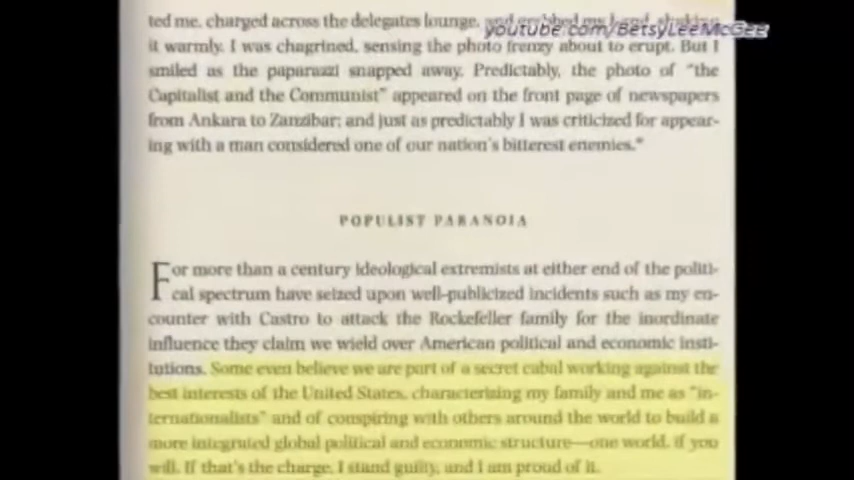 ted me, charged across the delegates lounge, and grabbed my hand, shaking
youtube.com/BetsyLeeMcGee
it warmly. I was chagrined, sensing the photo frenzy about to erupt. But I
smiled as the paparazzi snapped away. Predictably, the photo of "the
Capitalist and the Communist" appeared on the front page of newspapers
from Ankara to Zanzibar; and just as predictably I was criticized for appear-
ing with a man considered one of our nation's bitterest enemies.*
POPULIST PARANOIA
For more than a century ideological extremists at either end of the politi-
cal spectrum have seized upon well-publicized incidents such as my en-
counter with Castro to attack the Rockefeller family for the inordinate
influence they claim we wield over American political and economic insti-
tutions. Some even believe we are part of a secret cabal working against the
best interests of the United States, characterizing my family and me as "in-
ternationalists" and of conspiring with others around the world to build a
more integrated global political and economic structure—one world, if you
will. If that's the charge, I stand guilty, and I am proud of it.